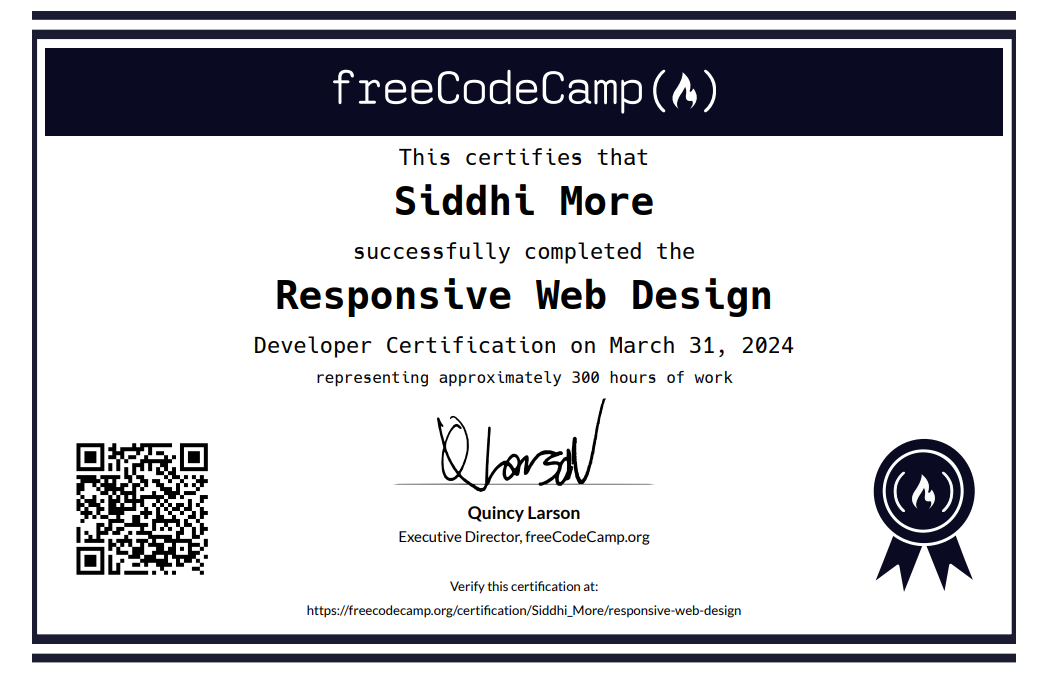 freeCodeCamp
This certifies that
Siddhi More
successfully completed the
Responsive Web Design
Developer Certification on March 31, 2024
representing approximately 300 hours of work
Q Larson
Quincy Larson
Executive Director, freeCodeCamp.org
Verify this certification at:
https://freecodecamp.org/certification/Siddhi_More/responsive-web-design